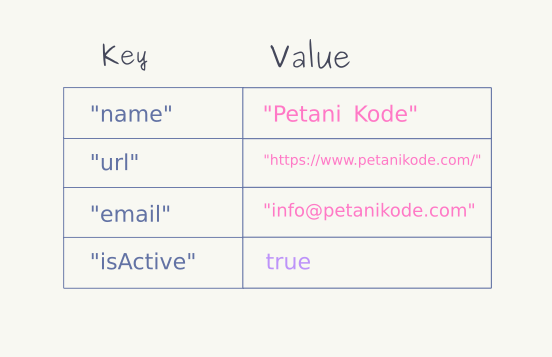 Key Value
"name" "Petani Kode"
"url" "https://www.petanikode.com/"
"email" "info@petanikode.com"
"isActive" true